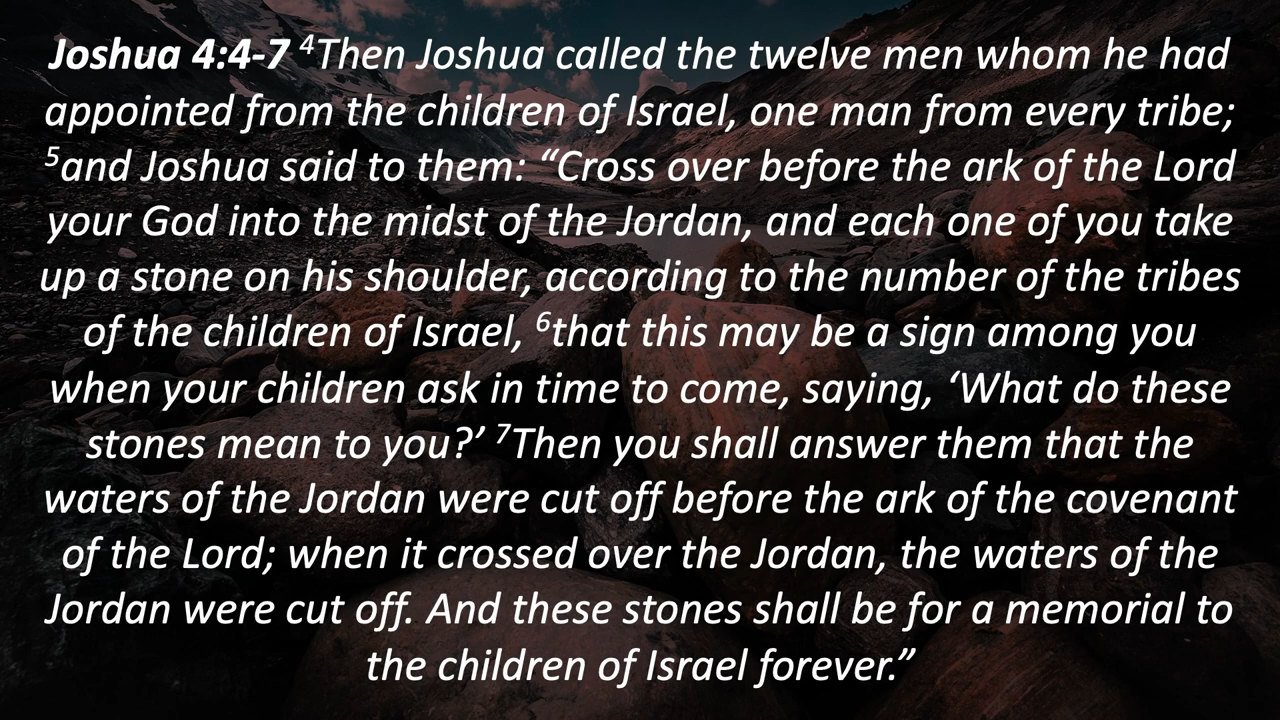 Joshua 4:4-7 ⁴Then Joshua called the twelve men whom he had
appointed from the children of Israel, one man from every tribe;
⁵and Joshua said to them: “Cross over before the ark of the Lord
your God into the midst of the Jordan, and each one of you take
up a stone on his shoulder, according to the number of the tribes
of the children of Israel, ⁶that this may be a sign among you
when your children ask in time to come, saying, ‘What do these
stones mean to you?’ ⁷Then you shall answer them that the
waters of the Jordan were cut off before the ark of the covenant
of the Lord; when it crossed over the Jordan, the waters of the
Jordan were cut off. And these stones shall be for a memorial to
the children of Israel forever.”